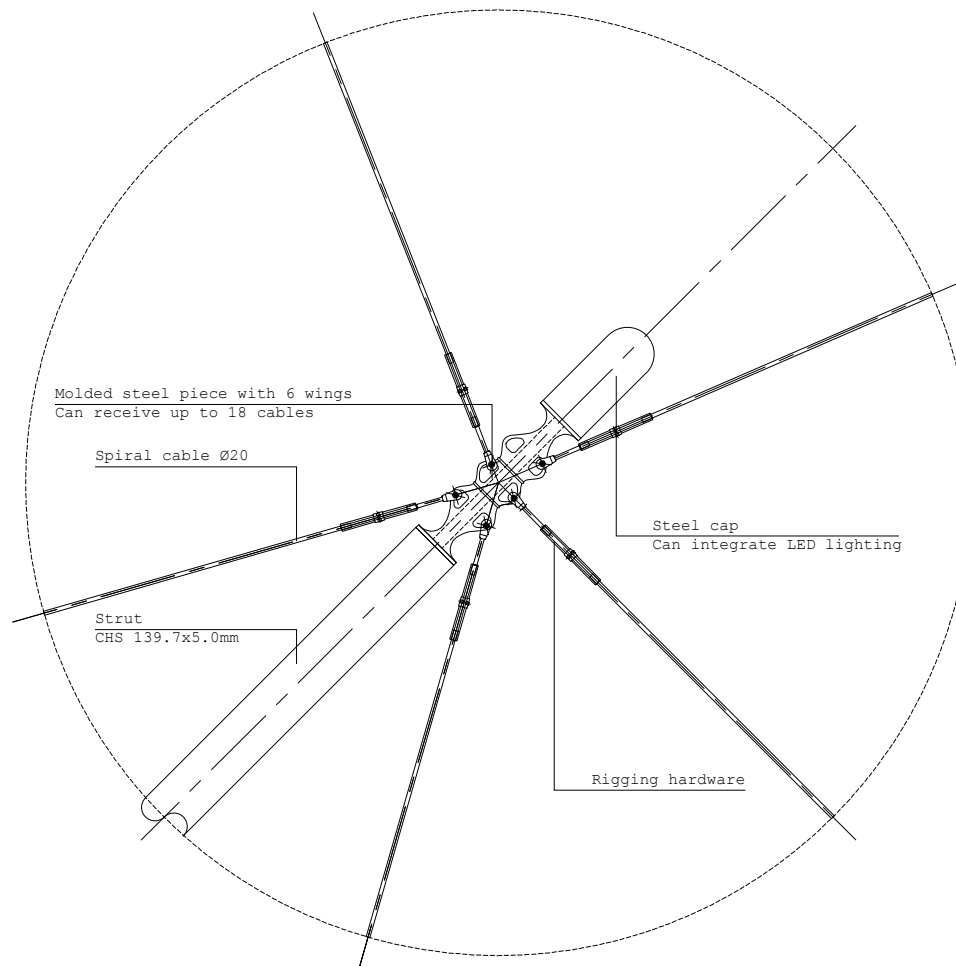 Molded steel piece with 6 wings
Can receive up to 18 cables
Spiral cable Ø20
Steel cap
Can integrate LED lighting
Strut
CHS 139.7x5.0mm
Rigging hardware